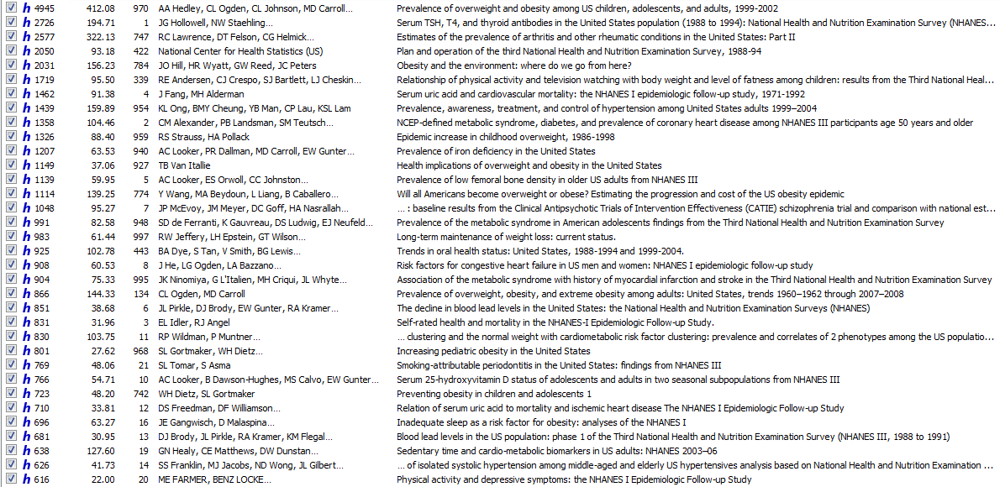 h 4945 412.08 970 AA Hedley, CL Ogden, CL Johnson, MD Carroll... Prevalence of overweight and obesity among US children, adolescents, and adults, 1999-2002
h 2726 194.71 1 JG Hollowell, NW Staehling... Serum TSH, T4, and thyroid antibodies in the United States population (1988 to 1994): National Health and Nutrition Examination Survey (NHANES...
h 2577 322.13 747 RC Lawrence, DT Felson, CG Helmick... Estimates of the prevalence of arthritis and other rheumatic conditions in the United States: Part II
h 2050 93.18 422 National Center for Health Statistics (US) Plan and operation of the third National Health and Nutrition Examination Survey, 1988-94
h 2031 156.23 784 JO Hill, HR Wyatt, GW Reed, JC Peters Obesity and the environment: where do we go from here?
h 1719 95.50 339 RE Andersen, CJ Crespo, SJ Bartlett, LJ Cheskin... Relationship of physical activity and television watching with body weight and level of fatness among children: results from the Third National Heal...
h 1462 91.38 4 J Fang, MH Alderman Serum uric acid and cardiovascular mortality: the NHANES I epidemiologic follow-up study, 1971-1992
h 1439 159.89 954 KL Ong, BMY Cheung, YB Man, CP Lau, KSL Lam Prevalence, awareness, treatment, and control of hypertension among United States adults 1999–2004
h 1358 104.46 2 CM Alexander, PB Landsman, SM Teutsch... NCEP-defined metabolic syndrome, diabetes, and prevalence of coronary heart disease among NHANES III participants age 50 years and older
h 1326 88.40 959 RS Strauss, HA Pollack Epidemic increase in childhood overweight, 1986-1998
h 1207 63.53 940 AC Looker, PR Dallman, MD Carroll, EW Gunter... Prevalence of iron deficiency in the United States
h 1149 37.06 927 TB Van Itallie Health implications of overweight and obesity in the United States
h 1139 59.95 5 AC Looker, ES Orwoll, CC Johnston... Prevalence of low femoral bone density in older US adults from NHANES III
h 1114 139.25 774 Y Wang, MA Beydoun, L Liang, B Caballero... Will all Americans become overweight or obese? Estimating the progression and cost of the US obesity epidemic
h 1048 95.27 7 JP McEvoy, JM Meyer, DC Goff, HA Nasrallah... ... : baseline results from the Clinical Antipsychotic Trials of Intervention Effectiveness (CATIE) schizophrenia trial and comparison with national est...
h 991 82.58 948 SD de Ferranti, K Gauvreau, DS Ludwig, EJ Neufeld... Prevalence of the metabolic syndrome in American adolescents findings from the Third National Health and Nutrition Examination Survey
h 983 61.44 997 RW Jeffery, LH Epstein, GT Wilson... Long-term maintenance of weight loss: current status.
h 925 102.78 443 BA Dye, S Tan, V Smith, BG Lewis... Trends in oral health status: United States, 1988-1994 and 1999-2004.
h 908 60.53 8 J He, LG Ogden, LA Bazzano... Risk factors for congestive heart failure in US men and women: NHANES I epidemiologic follow-up study
h 904 75.33 995 JK Ninomiya, G L'Italien, MH Criqui, JL Whyte... Association of the metabolic syndrome with history of myocardial infarction and stroke in the Third National Health and Nutrition Examination Survey
h 866 144.33 134 CL Ogden, MD Carroll Prevalence of overweight, obesity, and extreme obesity among adults: United States, trends 1960–1962 through 2007–2008
h 851 38.68 6 JL Pirkle, DJ Brody, EW Gunter, RA Kramer... The decline in blood lead levels in the United States: the National Health and Nutrition Examination Surveys (NHANES)
h 831 31.96 3 EL Idler, RJ Angel Self-rated health and mortality in the NHANES-I Epidemiologic Follow-up Study.
h 830 103.75 11 RP Wildman, P Muntner... ... clustering and the normal weight with cardiometabolic risk factor clustering: prevalence and correlates of 2 phenotypes among the US populatio...
h 801 27.62 968 SL Gortmaker, WH Dietz... Increasing pediatric obesity in the United States
h 769 48.06 21 SL Tomar, S Asma Smoking-attributable periodontitis in the United States: findings from NHANES III
h 766 54.71 10 AC Looker, B Dawson-Hughes, MS Calvo, EW Gunter... Serum 25-hydroxyvitamin D status of adolescents and adults in two seasonal subpopulations from NHANES III
h 723 48.20 742 WH Dietz, SL Gortmaker Preventing obesity in children and adolescents 1
h 710 33.81 12 DS Freedman, DF Williamson... Relation of serum uric acid to mortality and ischemic heart disease The NHANES I Epidemiologic Follow-up Study
h 696 63.27 16 JE Gangwisch, D Malaspina... Inadequate sleep as a risk factor for obesity: analyses of the NHANES I
h 681 30.95 13 DJ Brody, JL Pirkle, RA Kramer, KM Flegal... Blood lead levels in the US population: phase 1 of the Third National Health and Nutrition Examination Survey (NHANES III, 1988 to 1991)
h 638 127.60 19 GN Healy, CE Matthews, DW Dunstan... Sedentary time and cardio-metabolic biomarkers in US adults: NHANES 2003–06
h 626 41.73 14 SS Franklin, MJ Jacobs, ND Wong, JL Gilbert... ... of isolated systolic hypertension among middle-aged and elderly US hypertensives analysis based on National Health and Nutrition Examination ...
h 616 22.00 20 ME FARMER, BENZ LOCKE... Physical activity and depressive symptoms: the NHANES I Epidemiologic Follow-up Study